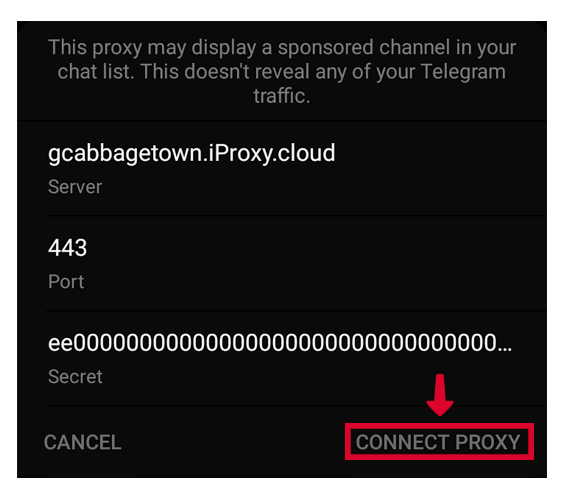 This proxy may display a sponsored channel in your
chat list. This doesn't reveal any of your Telegram
traffic.
gcabbagetown.iProxy.cloud
Server
443
Port
ee00000000000000000000000000000000...
Secret
CANCEL
CONNECT PROXY